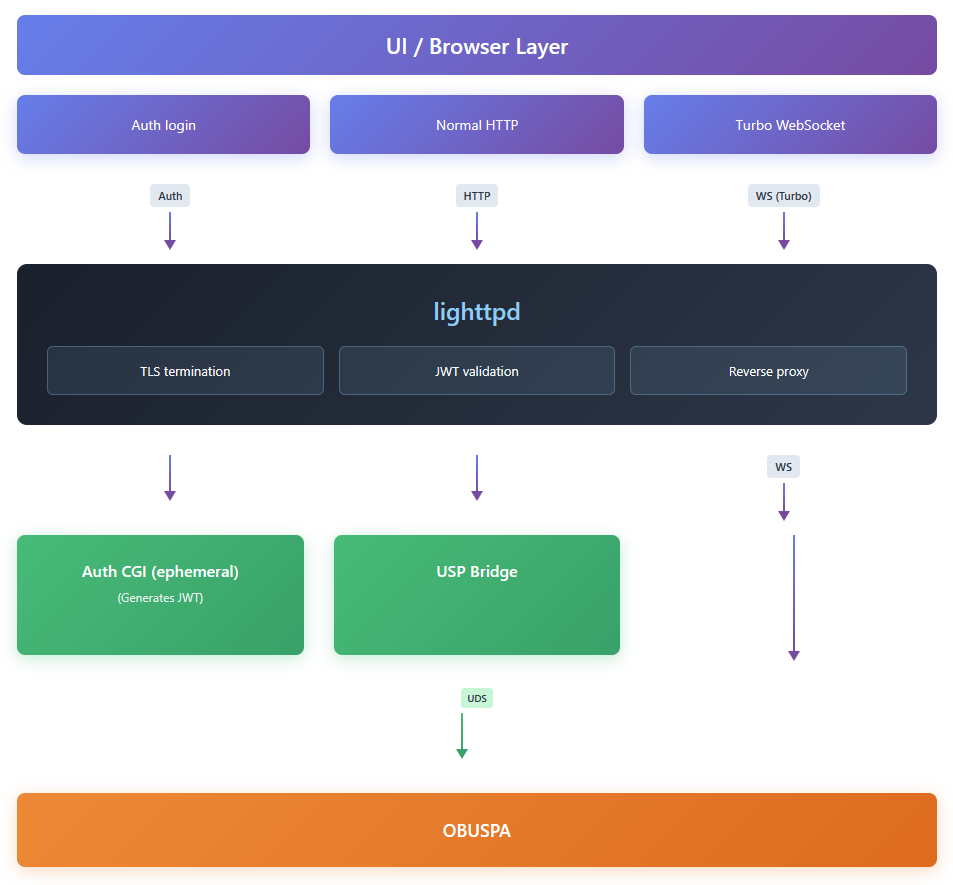 UI / Browser Layer
Auth login
Normal HTTP
Turbo WebSocket
Auth
HTTP
WS (Turbo)
lighttpd
TLS termination
JWT validation
Reverse proxy
WS
Auth CGI (ephemeral)
(Generates JWT)
USP Bridge
UDS
OBUSPA